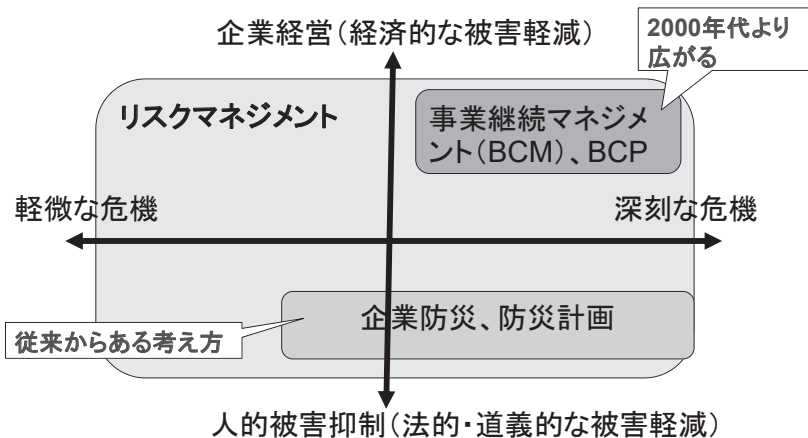 企業経営（経済的な被害軽減）
2000年代より
広がる
リスクマネジメント
事業継続マネジメ
ント（BCM）、BCP
軽微な危機
深刻な危機
企業防災、防災計画
従来からある考え方
人的被害抑制（法的・道義的な被害軽減）